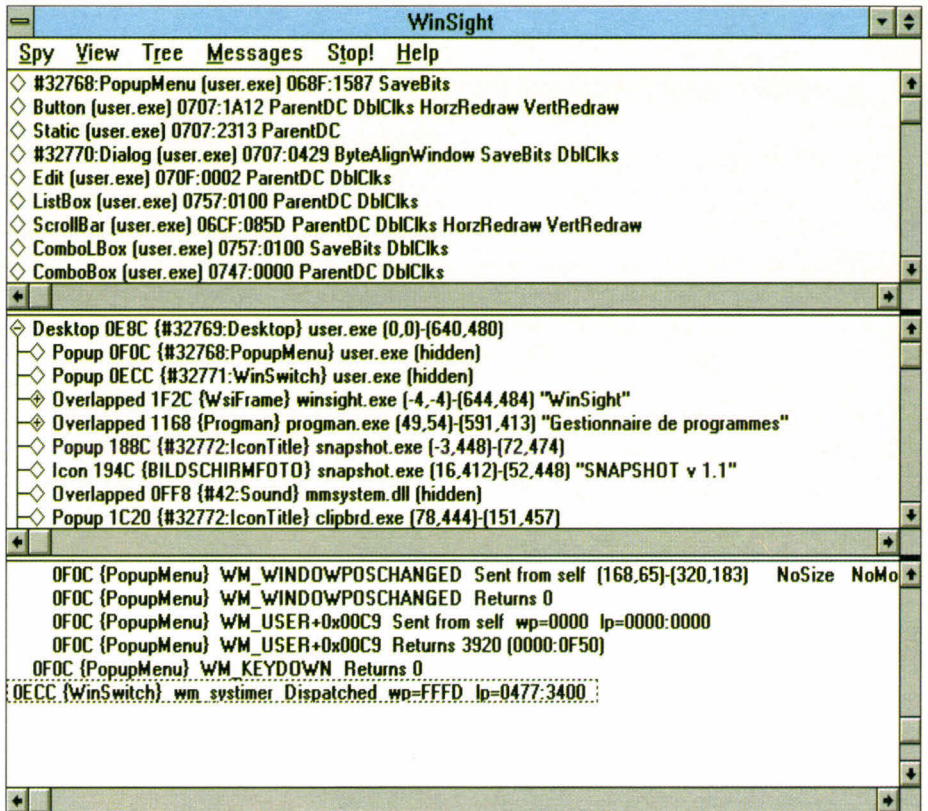 WinSight
Spy View Tree Messages Stop! Help
#32768:PopupMenu (user.exe) 068F:1587 SaveBits
Button (user.exe) 0707:1A12 ParentDC DblClks HorzRedraw VertRedraw
Static (user.exe) 0707:2313 ParentDC
#32770:Dialog (user.exe) 0707:0429 ByteAlignWindow SaveBits DblClks
Edit (user.exe) 070F:0002 ParentDC DblClks
ListBox (user.exe) 0757:0100 ParentDC DblClks
ScrollBar (user.exe) 06CF:085D ParentDC DblClks HorzRedraw VertRedraw
ComboLBox (user.exe) 0757:0100 SaveBits DblClks
ComboBox (user.exe) 0747:0000 ParentDC DblClks
Desktop 0E8C {#32769:Desktop} user.exe (0,0)-(640,480)
Popup 0F0C {#32768:PopupMenu} user.exe (hidden)
Popup 0ECC {#32771:WinSwitch} user.exe (hidden)
Overlapped 1F2C {WsiFrame} winsight.exe (-4,-4)-(644,484) "WinSight"
Overlapped 1168 {Progman} progman.exe (49,54)-(591,413) "Gestionnaire de programmes"
Popup 188C {#32772:IconTitle} snapshot.exe (-3,448)-(72,474)
Icon 194C {BILDSCHIRMFOTO} snapshot.exe (16,412)-(52,448) "SNAPSHOT v 1.1"
Overlapped 0FF8 {#42:Sound} mmsystem.dll (hidden)
Popup 1C20 {#32772:IconTitle} clipbrd.exe (78,444)-(151,457)
0F0C {PopupMenu} WM_WINDOWPOSCHANGED Sent from self (168,65)-(320,183) NoSize NoMo
0F0C {PopupMenu} WM_WINDOWPOSCHANGED Returns 0
0F0C {PopupMenu} WM_USER+0x00C9 Sent from self wp=0000 lp=0000:0000
0F0C {PopupMenu} WM_USER+0x00C9 Returns 3920 (0000:0F50)
0F0C {PopupMenu} WM_KEYDOWN Returns 0
0ECC {WinSwitch} wm_systimer Dispatched wp=FFFD lp=0477:3400